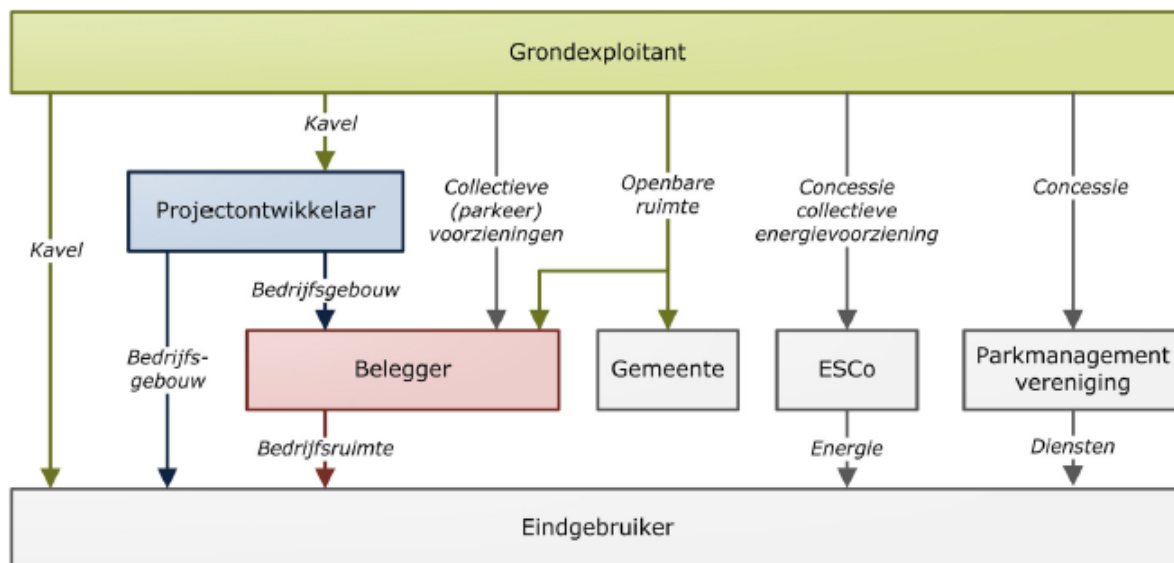 Grondexploitant
Kavel
Projectontwikkelaar
Collectieve
(parkeer)
voorzieningen
Openbare
ruimte
Concessie
collectieve
energievoorziening
Concessie
Kavel
Bedrijfsgebouw
Bedrijfs-
gebouw
Belegger
Gemeente
ESCo
Parkmanagement
vereniging
Bedrijfsruimte
Energie
Diensten
Eindgebruiker